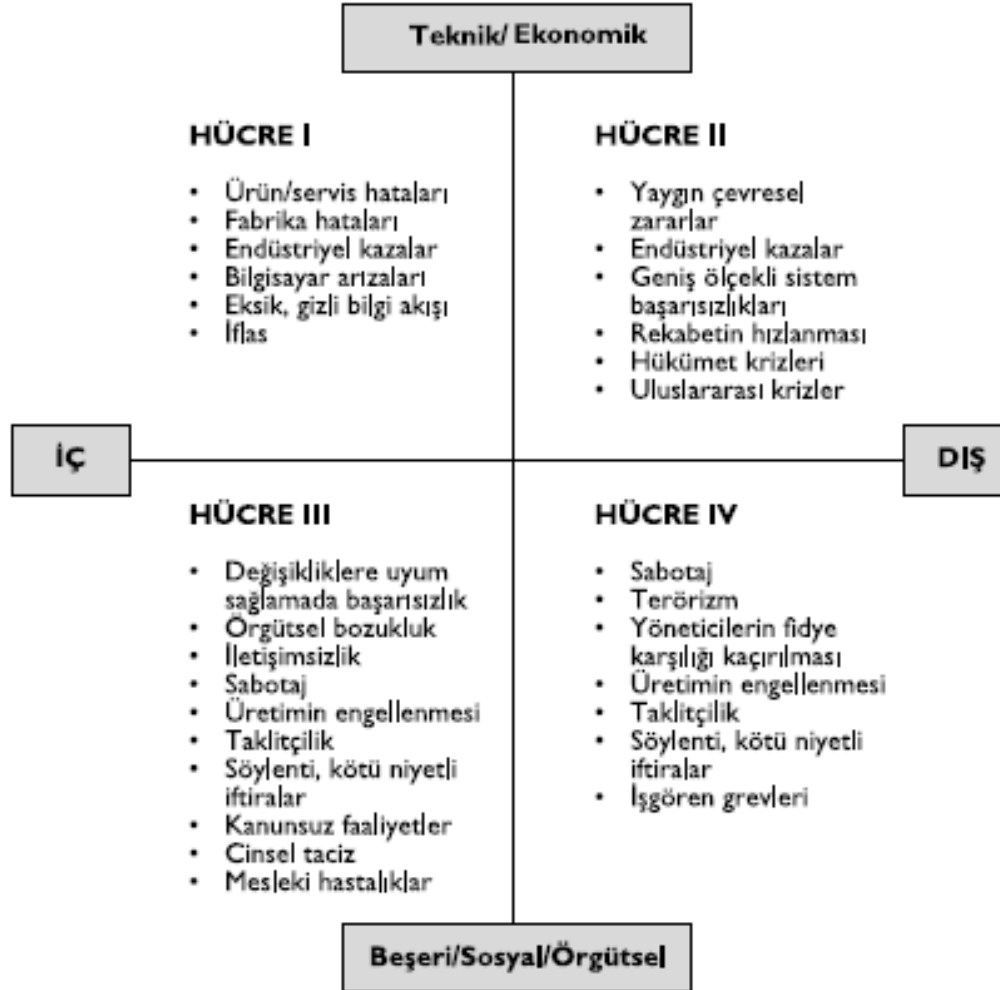 Teknik/ Ekonomik
HÜCRE I
• Ürün/servis hataları
• Fabrika hataları
• Endüstriyel kazalar
• Bilgisayar arızaları
• Eksik, gizli bilgi akışı
• İflas
HÜCRE II
• Yaygın çevresel
zararlar
• Endüstriyel kazalar
• Geniş ölçekli sistem
başarısızlıkları
• Rekabetin hızlanması
• Hükümet krizleri
• Uluslararası krizler
İÇ
DIŞ
HÜCRE III
• Değişikliklere uyum
sağlamada başarısızlık
• Örgütsel bozukluk
• İletişimsizlik
• Sabotaj
• Üretimin engellenmesi
• Taklitçilik
• Söylenti, kötü niyetli
iftiralar
• Kanunsuz faaliyetler
• Cinsel taciz
• Mesleki hastalıklar
HÜCRE IV
• Sabotaj
• Terörizm
• Yöneticilerin fidye
karşılığı kaçırılması
• Üretimin engellenmesi
• Taklitçilik
• Söylenti, kötü niyetli
iftiralar
• İşgören grevleri
Beşeri/Sosyal/Örgütsel